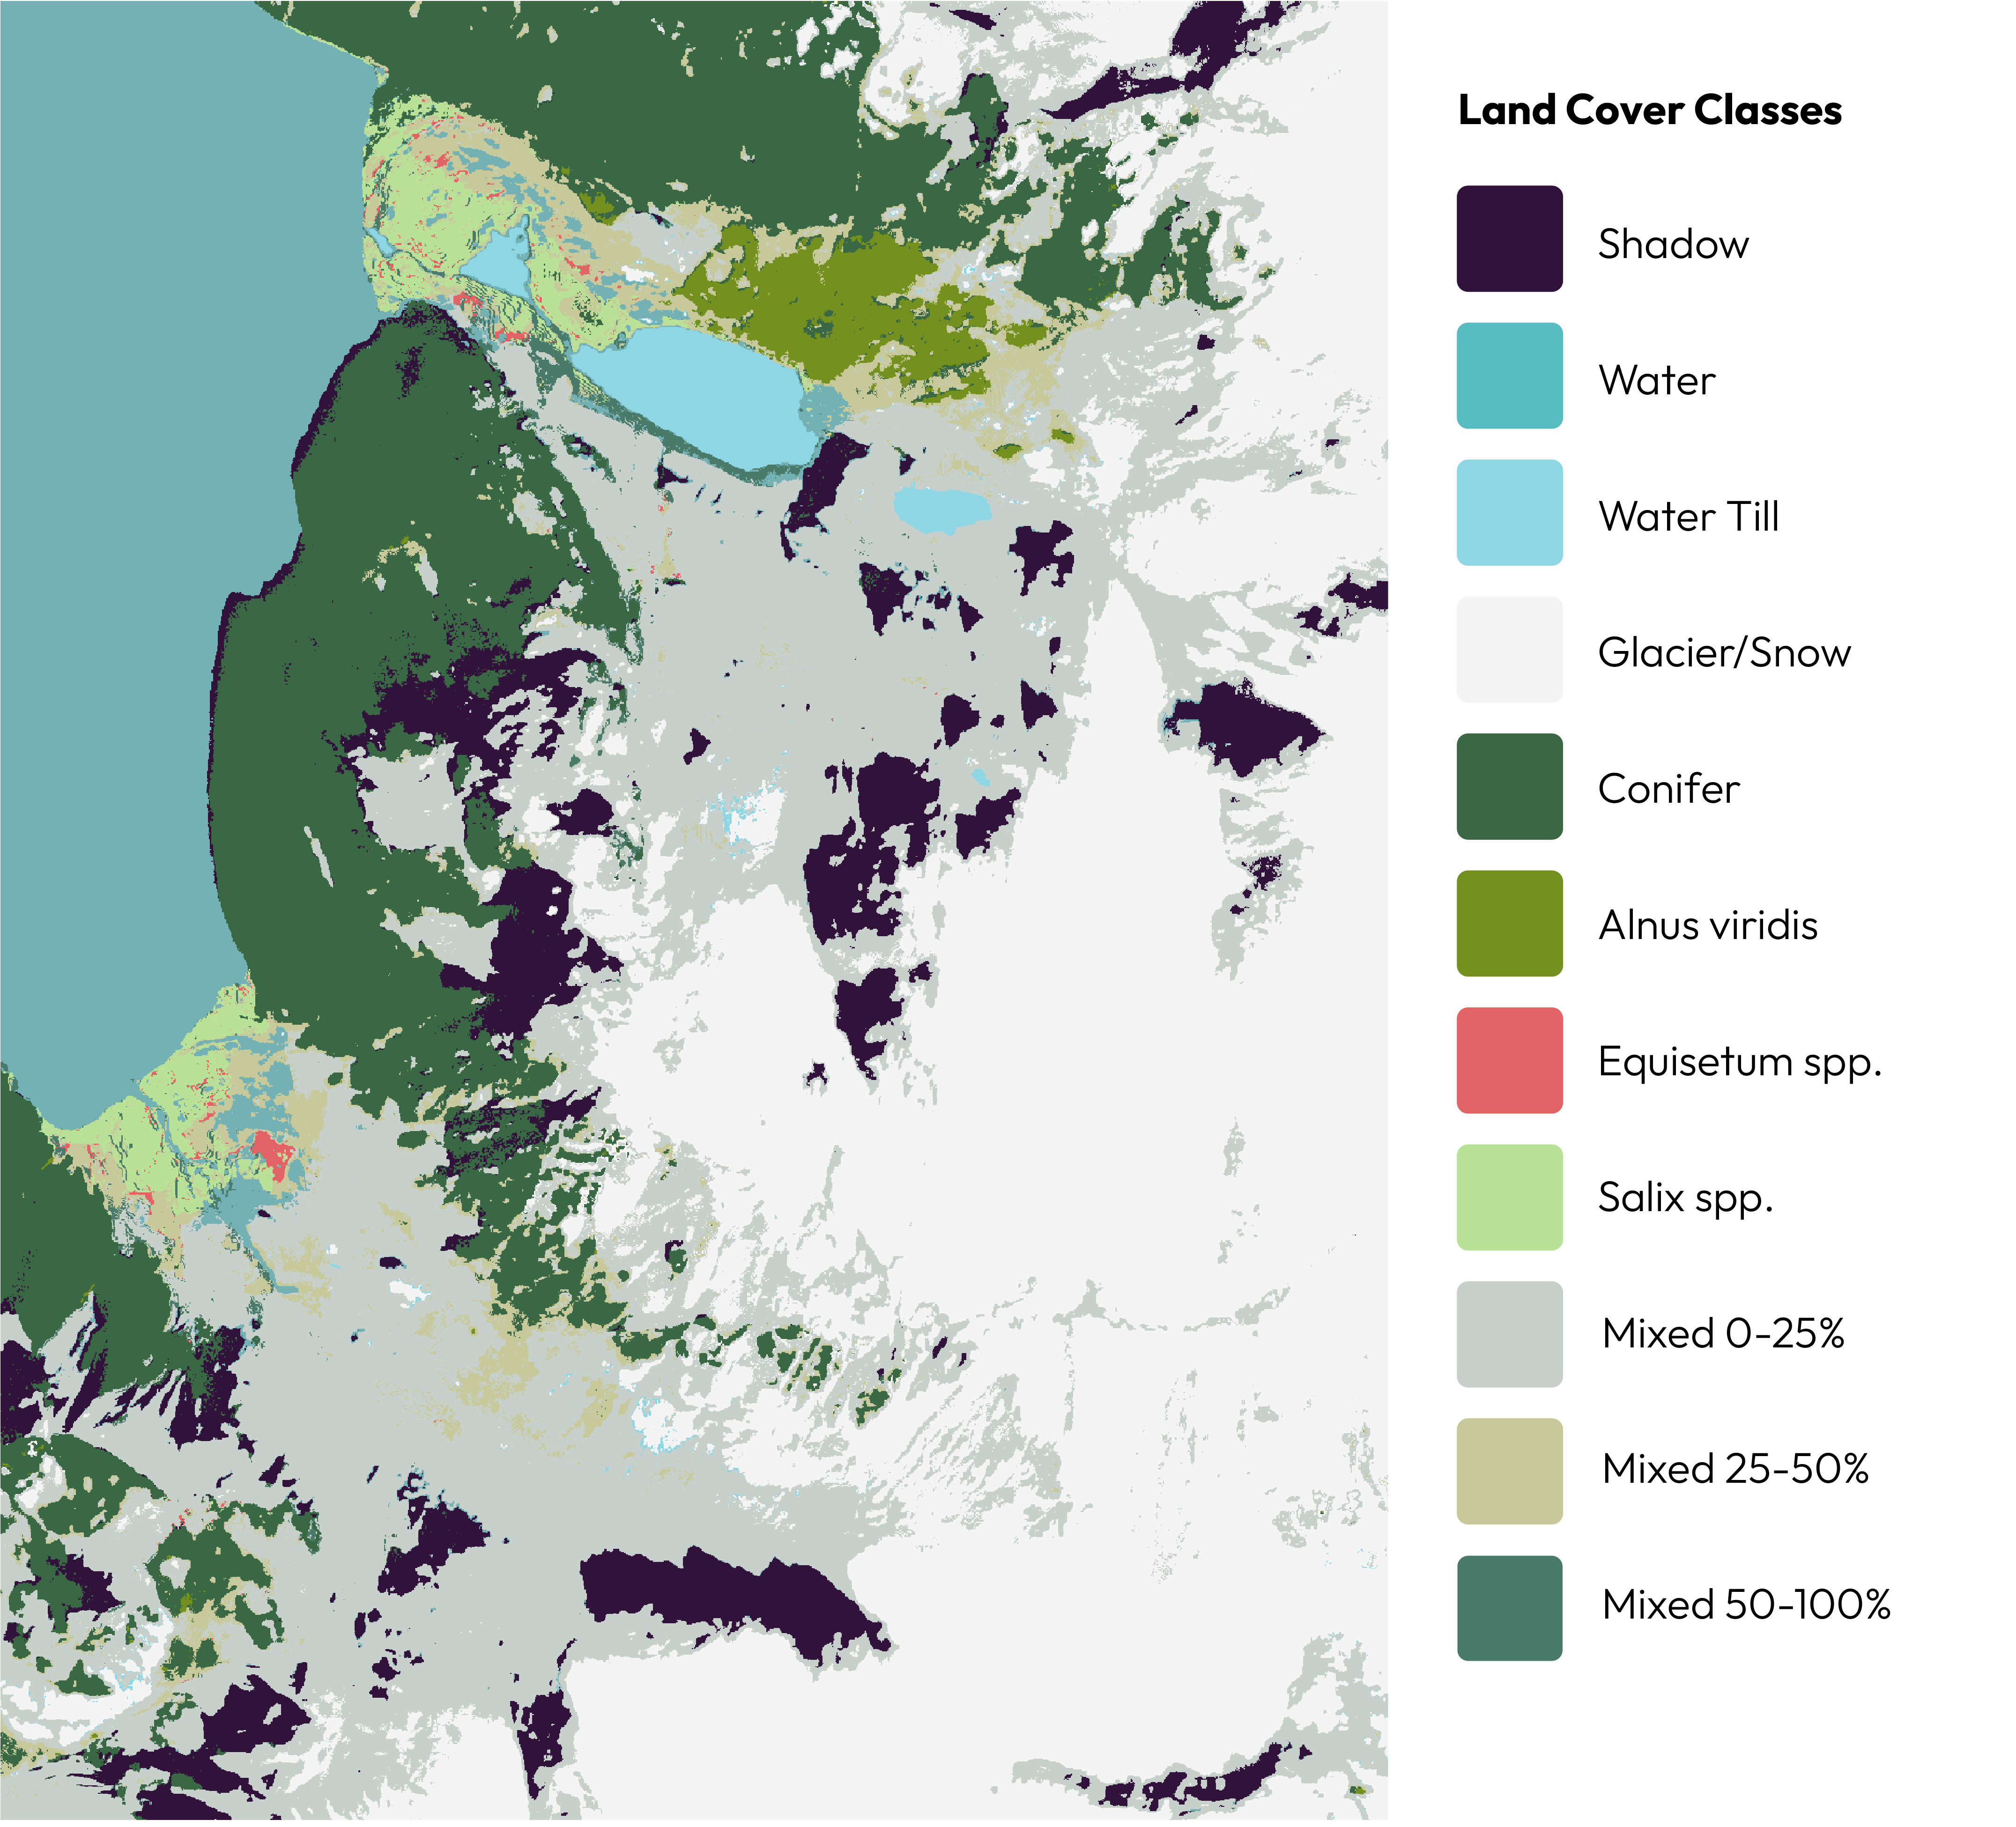 Land Cover Classes
Shadow
Water
Water Till
Glacier/Snow
Conifer
Alnus viridis
Equisetum spp.
Salix spp.
Mixed 0-25%
Mixed 25-50%
Mixed 50-100%